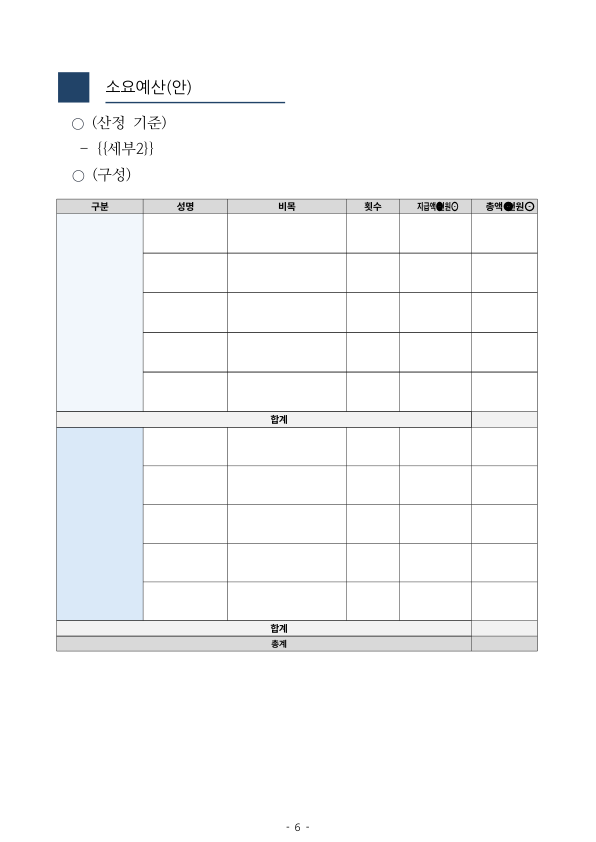 소요예산(안)
○ (산정 기준)
− {{세부2}}
○ (구성)
구분 성명 비목 횟수 지급액 원 총액 원
합계
합계
총계
- 6 -